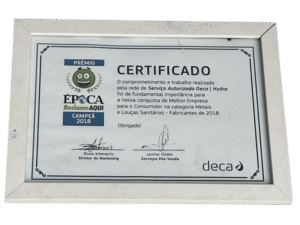 PRÊMIO
ÉPOCA
ReclameAQUI
CAMPEÃ
2018
CERTIFICADO
O comprometimento e trabalho realizado
pela rede de Serviço Autorizado Deca | Hydra
foi de fundamental importância para
a nossa conquista de Melhor Empresa
para o Consumidor na categoria Metais
e Louças Sanitários - Fabricantes de 2018.
Obrigado!
Bruno
Diretor de Marketing
Serviços Pós-Venda
deca